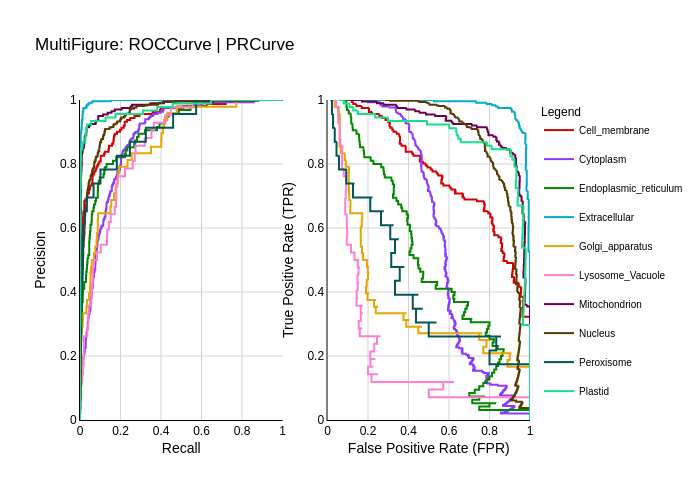 MultiFigure: ROCCurve | PRCurve
1
0.8
0.6
0.4
0.2
0
0 0.2 0.4 0.6 0.8 1
Precision
Recall
1
0.8
0.6
0.4
0.2
0
0 0.2 0.4 0.6 0.8 1
True Positive Rate (TPR)
False Positive Rate (FPR)
Legend
Cell_membrane
Cytoplasm
Endoplasmic_reticulum
Extracellular
Golgi_apparatus
Lysosome_Vacuole
Mitochondrion
Nucleus
Peroxisome
Plastid